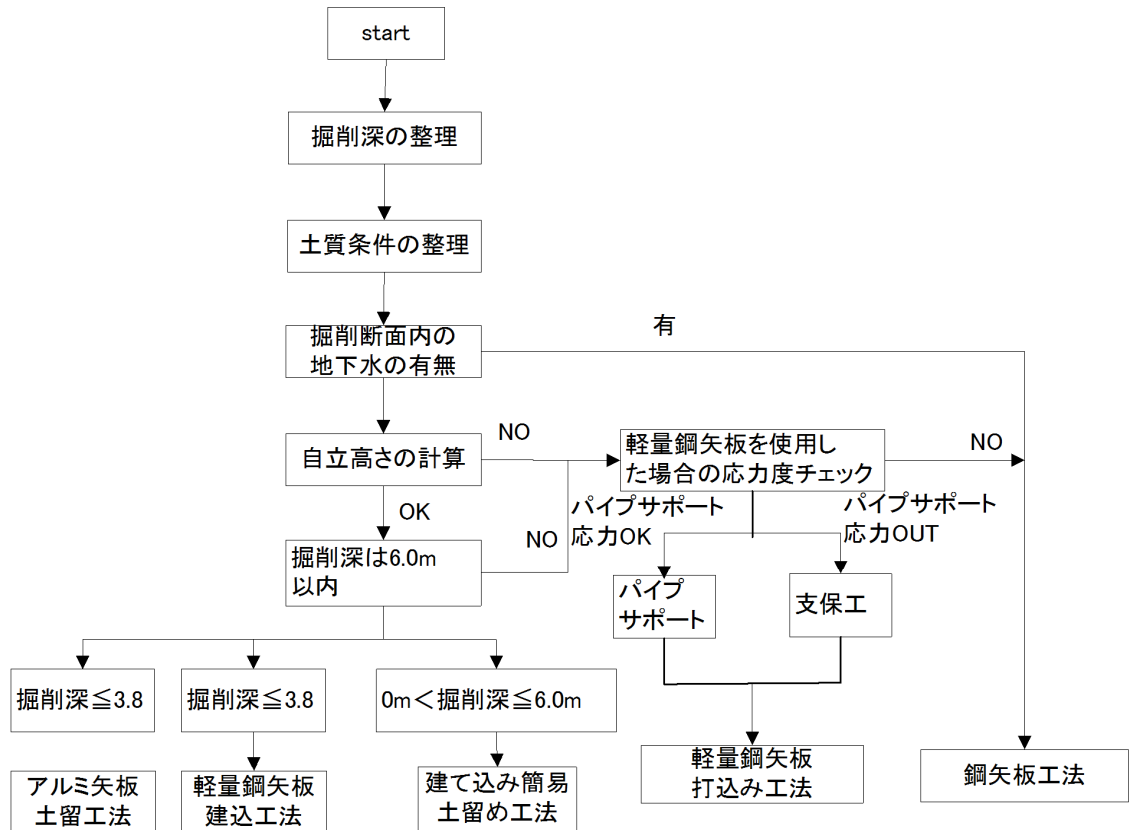 start
掘削深の整理
土質条件の整理
掘削断面内の
地下水の有無
有
自立高さの計算
NO
軽量鋼矢板を使用し
た場合の応力度チェック
NO
OK
パイプサポート
応力OK
パイプサポート
応力OUT
NO
掘削深は6.0m
以内
パイプ
サポート
支保工
掘削深≦3.8
掘削深≦3.8
0m＜掘削深≦6.0m
アルミ矢板
土留工法
軽量鋼矢板
建込工法
建て込み簡易
土留め工法
軽量鋼矢板
打込み工法
鋼矢板工法